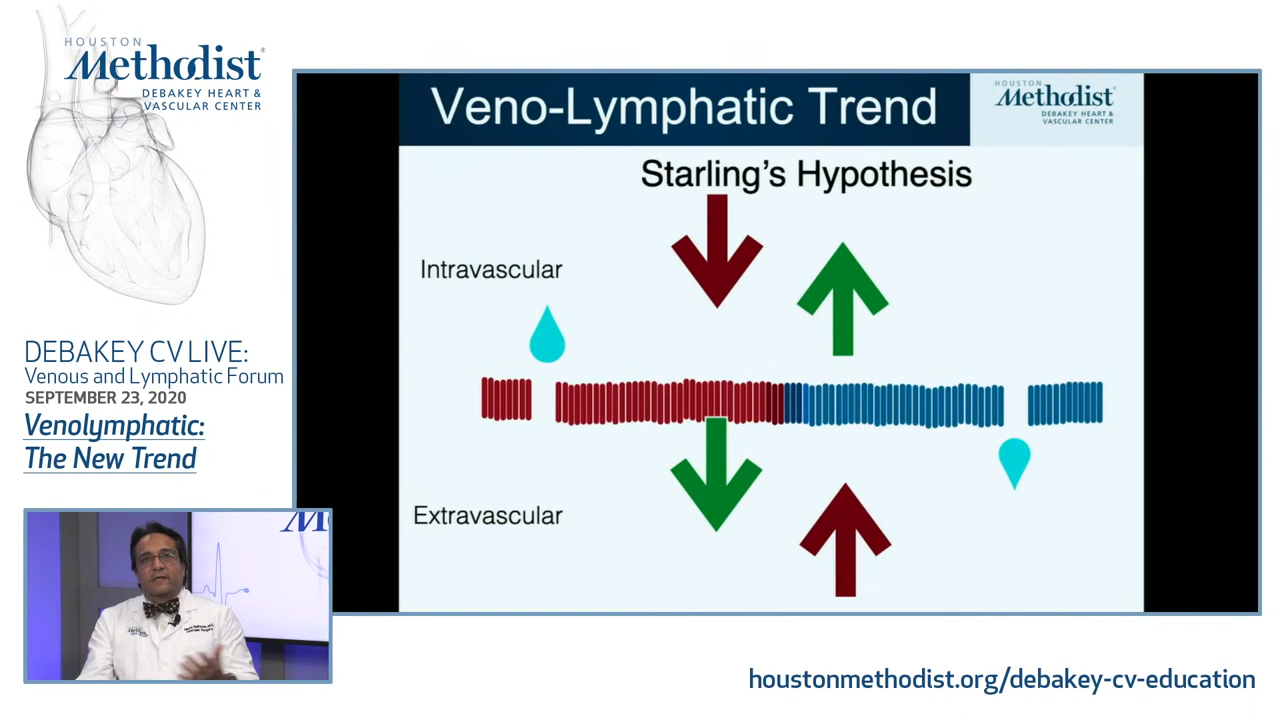 HOUSTON
Methodist®
DEBAKEY HEART &
VASCULAR CENTER
DEBAKEY CV LIVE:
Venous and Lymphatic Forum
SEPTEMBER 23, 2020
Venolymphatic:
The New Trend
Veno-Lymphatic Trend
HOUSTON
Methodist®
DEBAKEY HEART &
VASCULAR CENTER
Starling's Hypothesis
Intravascular
Extravascular
M
houstonmethodist.org/debakey-cv-education